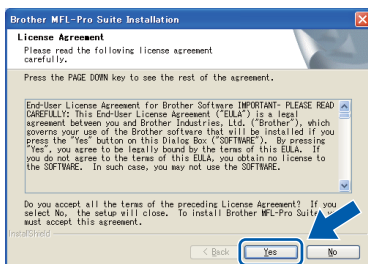 Brother MFL-Pro Suite Installation
License Agreement
Please read the following license agreement
carefully.
Press the PAGE DOWN key to see the rest of the agreement.
End-User License Agreement for Brother Software IMPORTANT- PLEASE READ
CAREFULLY: This End-User License Agreement ("EULA") is a legal
agreement between you and Brother Industries, Ltd. ("Brother"), which
governs your use of the Brother software that will be installed if you
press the "Yes" button on this Dialog Box ("SOFTWARE"). By pressing
"Yes", you agree to be legally bound by the terms of this EULA. If
you do not agree to the terms of this EULA, you obtain no license to
the SOFTWARE. In such case, you may not use the SOFTWARE.
Do you accept all the terms of the preceding License Agreement? If you
select No, the setup will close. To install Brother MFL-Pro Suite,
must accept this agreement.
InstallShield
< Back
Yes
No